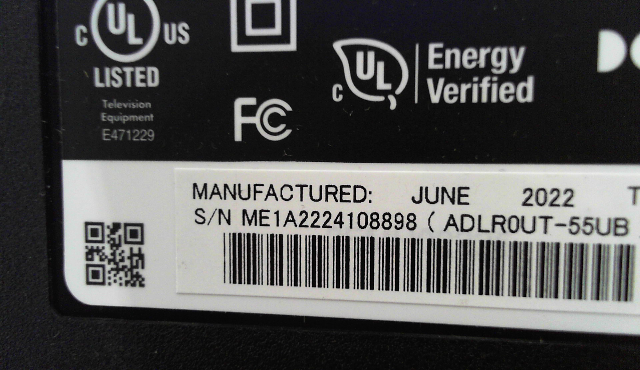 C UL US
LISTED
Television
Equipment
E471229
FC
C UL Energy
Verified
MANUFACTURED: JUNE 2022
S/N ME1A2224108898 ( ADLR0UT-55UB